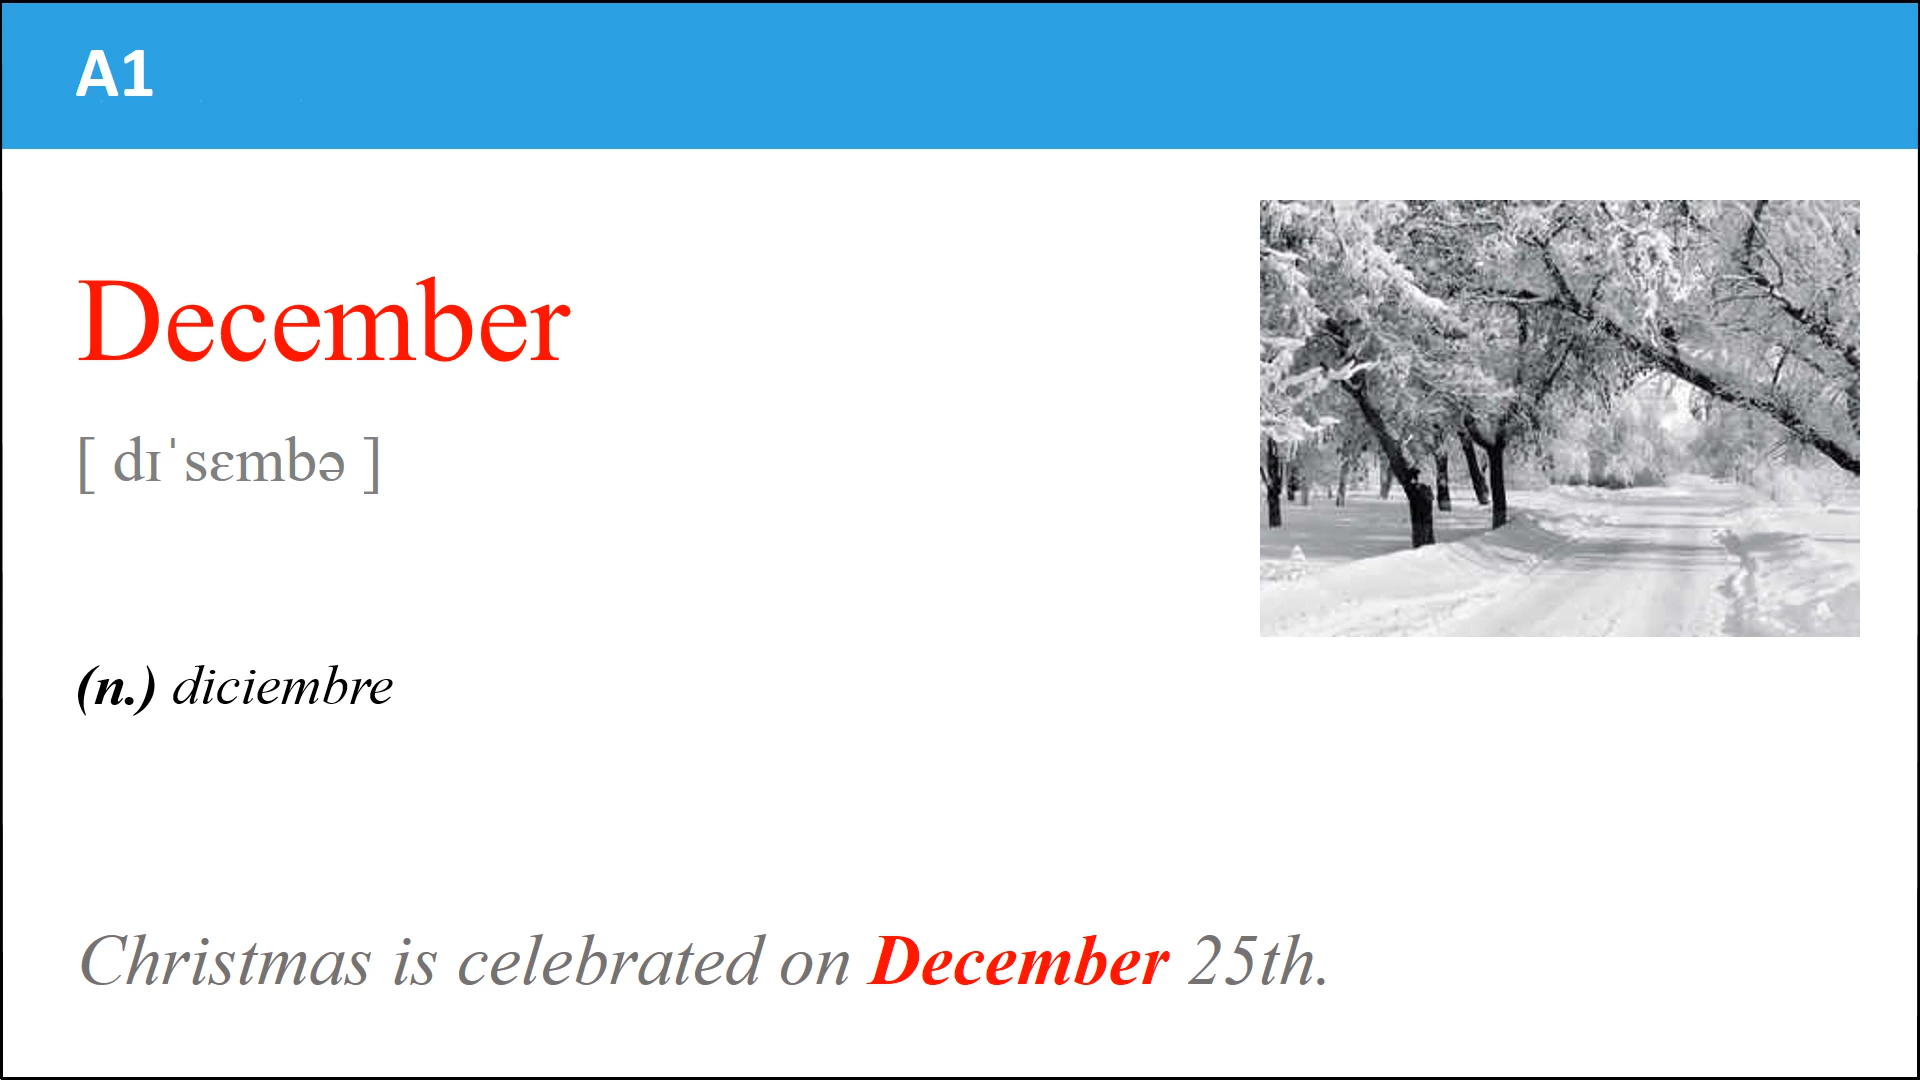 A1
December
[ dɪˈsɛmbə ]
(n.) diciembre
Christmas is celebrated on December 25th.